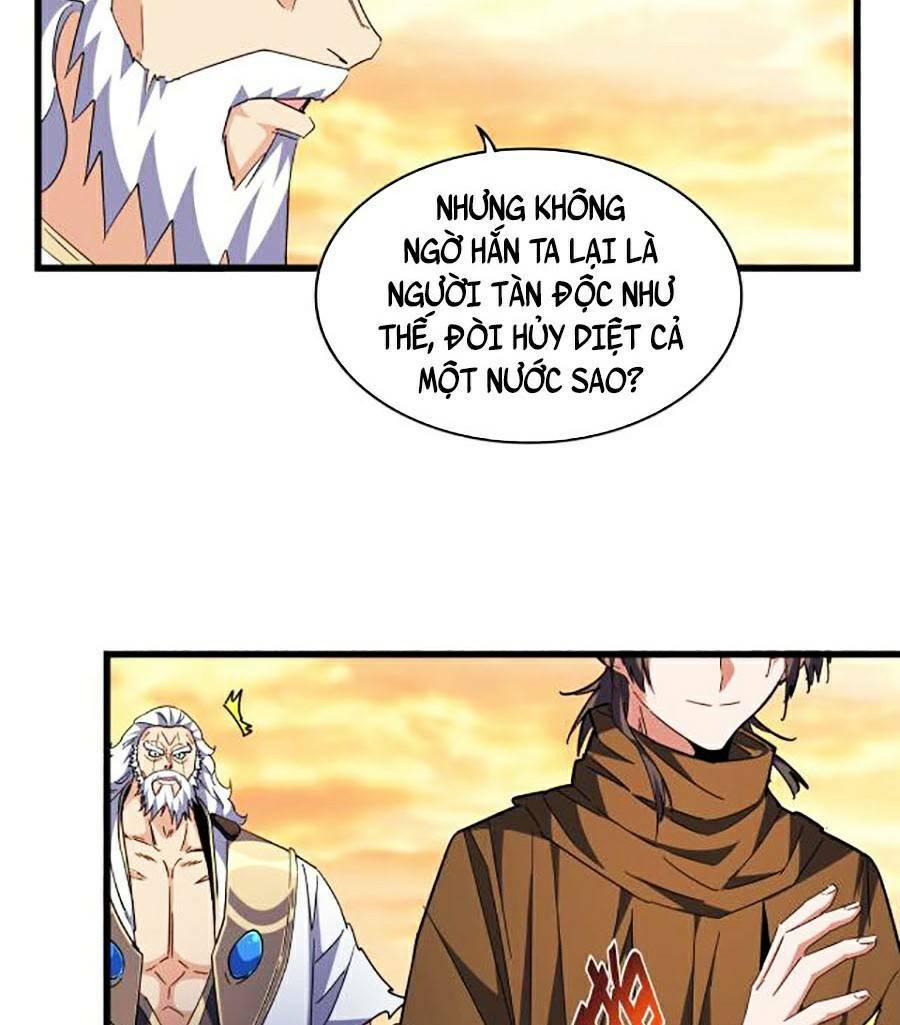 NHƯNG KHÔNG
NGỜ HẮN TA LẠI LÀ
NGƯỜI TÀN ĐỘC NHƯ
THẾ, ĐÒI HỦY DIỆT CẢ
MỘT NƯỚC SAO?